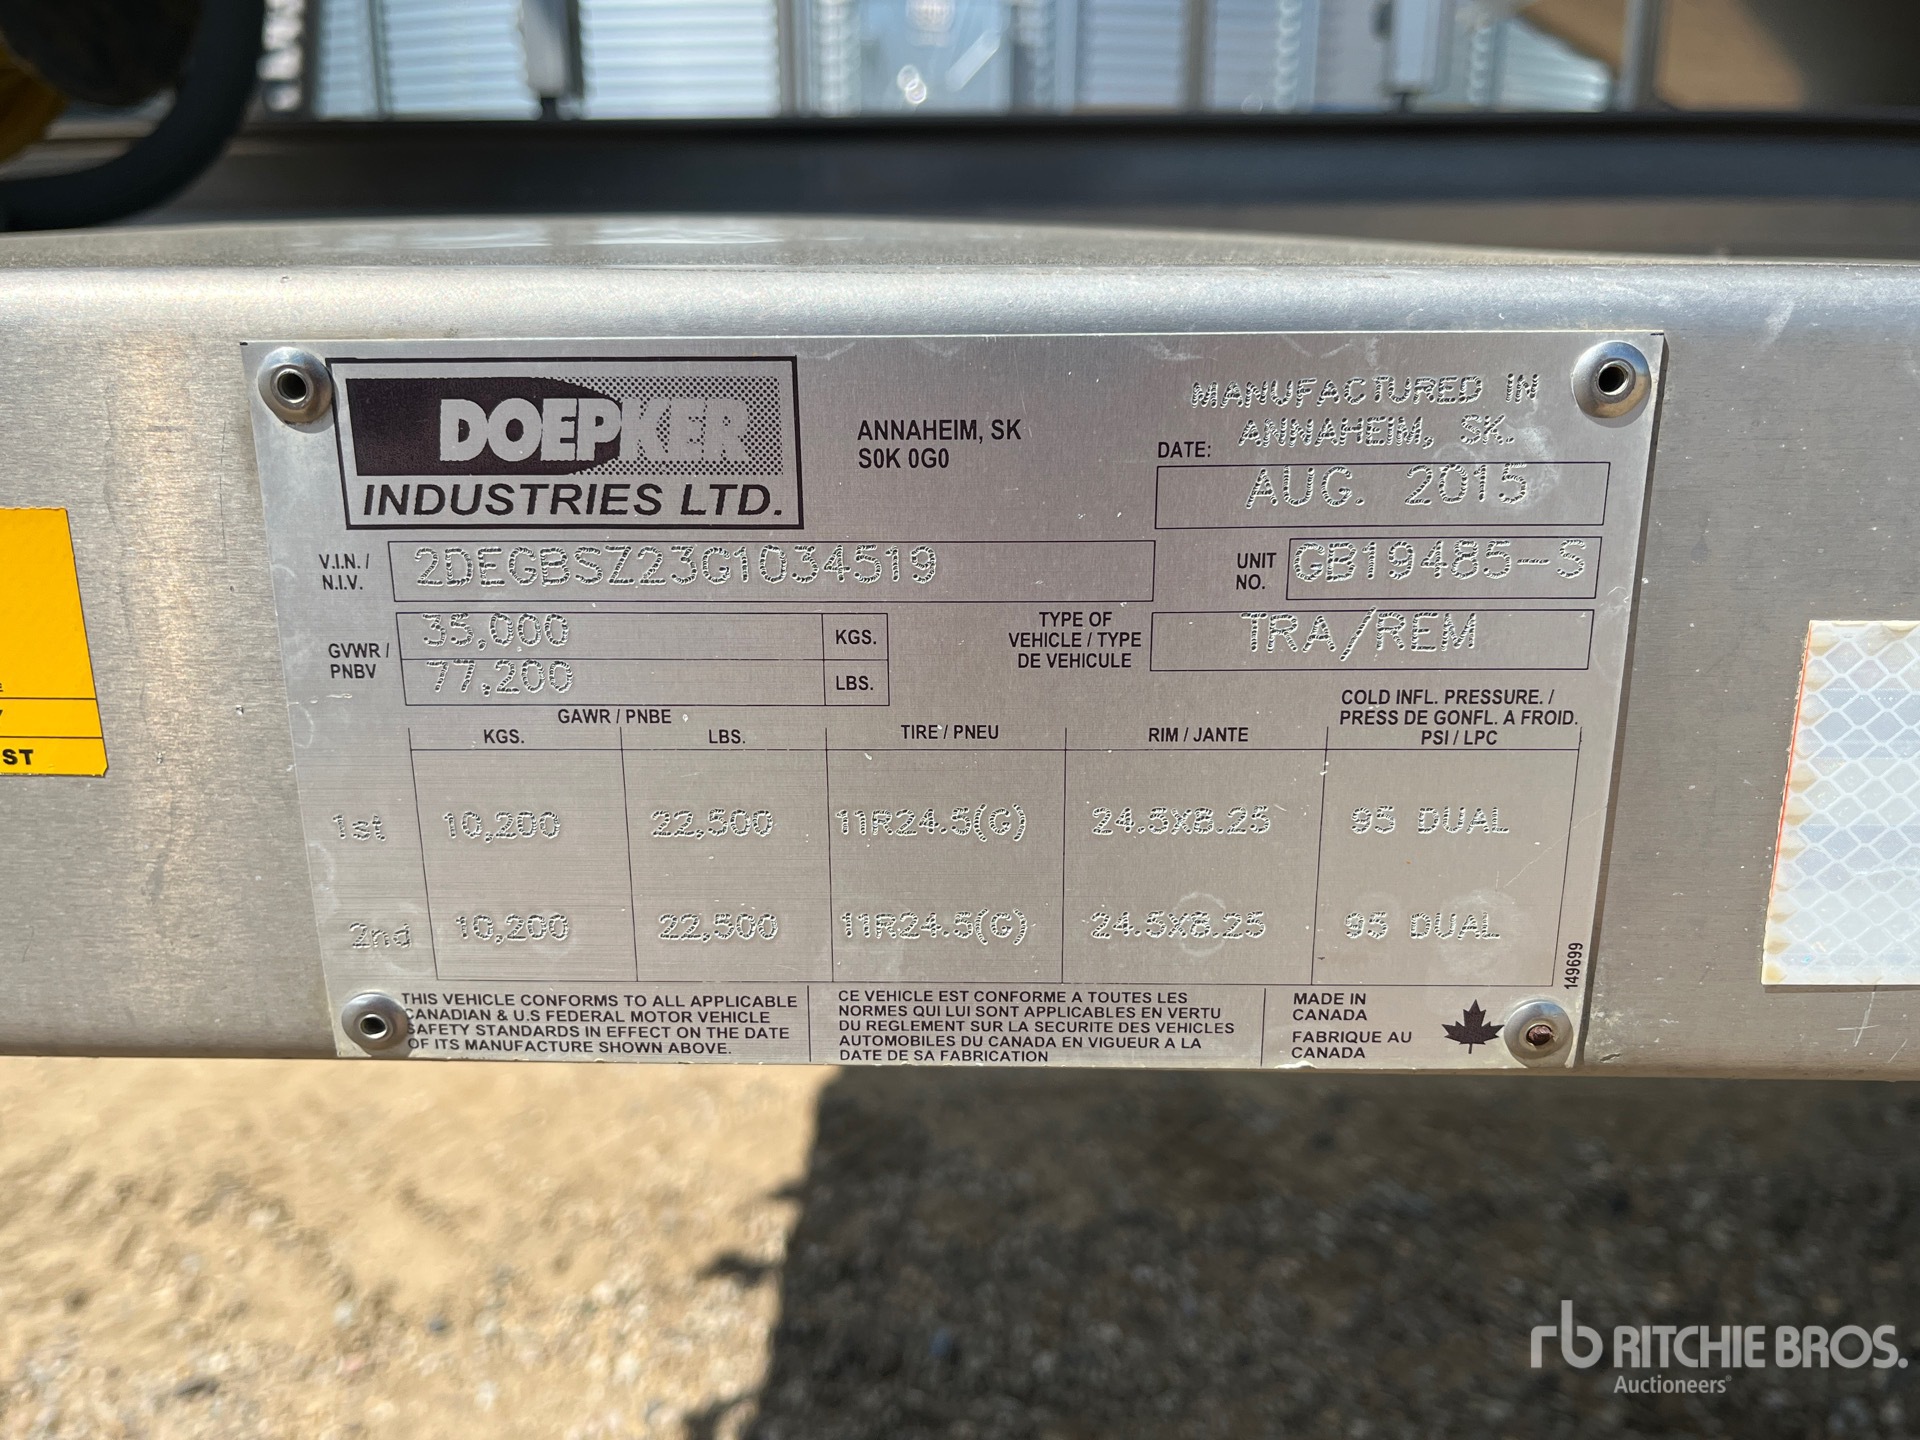 DOEPKER
INDUSTRIES LTD.
ANNAHEIM, SK
S0K 0G0
MANUFACTURED IN
ANNAHEIM, SK.
DATE:
AUG. 2015
V.I.N. /
N.I.V.
2DEGBSZ23G1034519
UNIT
NO.
GB19485-S
GVWR /
PNBV
35,000 KGS.
77,200 LBS.
TYPE OF
VEHICLE / TYPE
DE VEHICULE
TRA/REM
GAWR / PNBE
COLD INFL. PRESSURE. /
PRESS DE GONFL. A FROID.
KGS. LBS. TIRE / PNEU RIM / JANTE PSI / LPC
1st 10,200 22,500 11R24.5(G) 24.5X8.25 95 DUAL
2nd 10,200 22,500 11R24.5(G) 24.5X8.25 95 DUAL
149699
THIS VEHICLE CONFORMS TO ALL APPLICABLE
CANADIAN & U.S FEDERAL MOTOR VEHICLE
SAFETY STANDARDS IN EFFECT ON THE DATE
OF ITS MANUFACTURE SHOWN ABOVE.
CE VEHICLE EST CONFORME A TOUTES LES
NORMES QUI LUI SONT APPLICABLES EN VERTU
DU REGLEMENT SUR LA SECURITE DES VEHICLES
AUTOMOBILES DU CANADA EN VIGUEUR A LA
DATE DE SA FABRICATION
MADE IN
CANADA
FABRIQUE AU
CANADA
ST
rb RITCHIE BROS.
Auctioneers